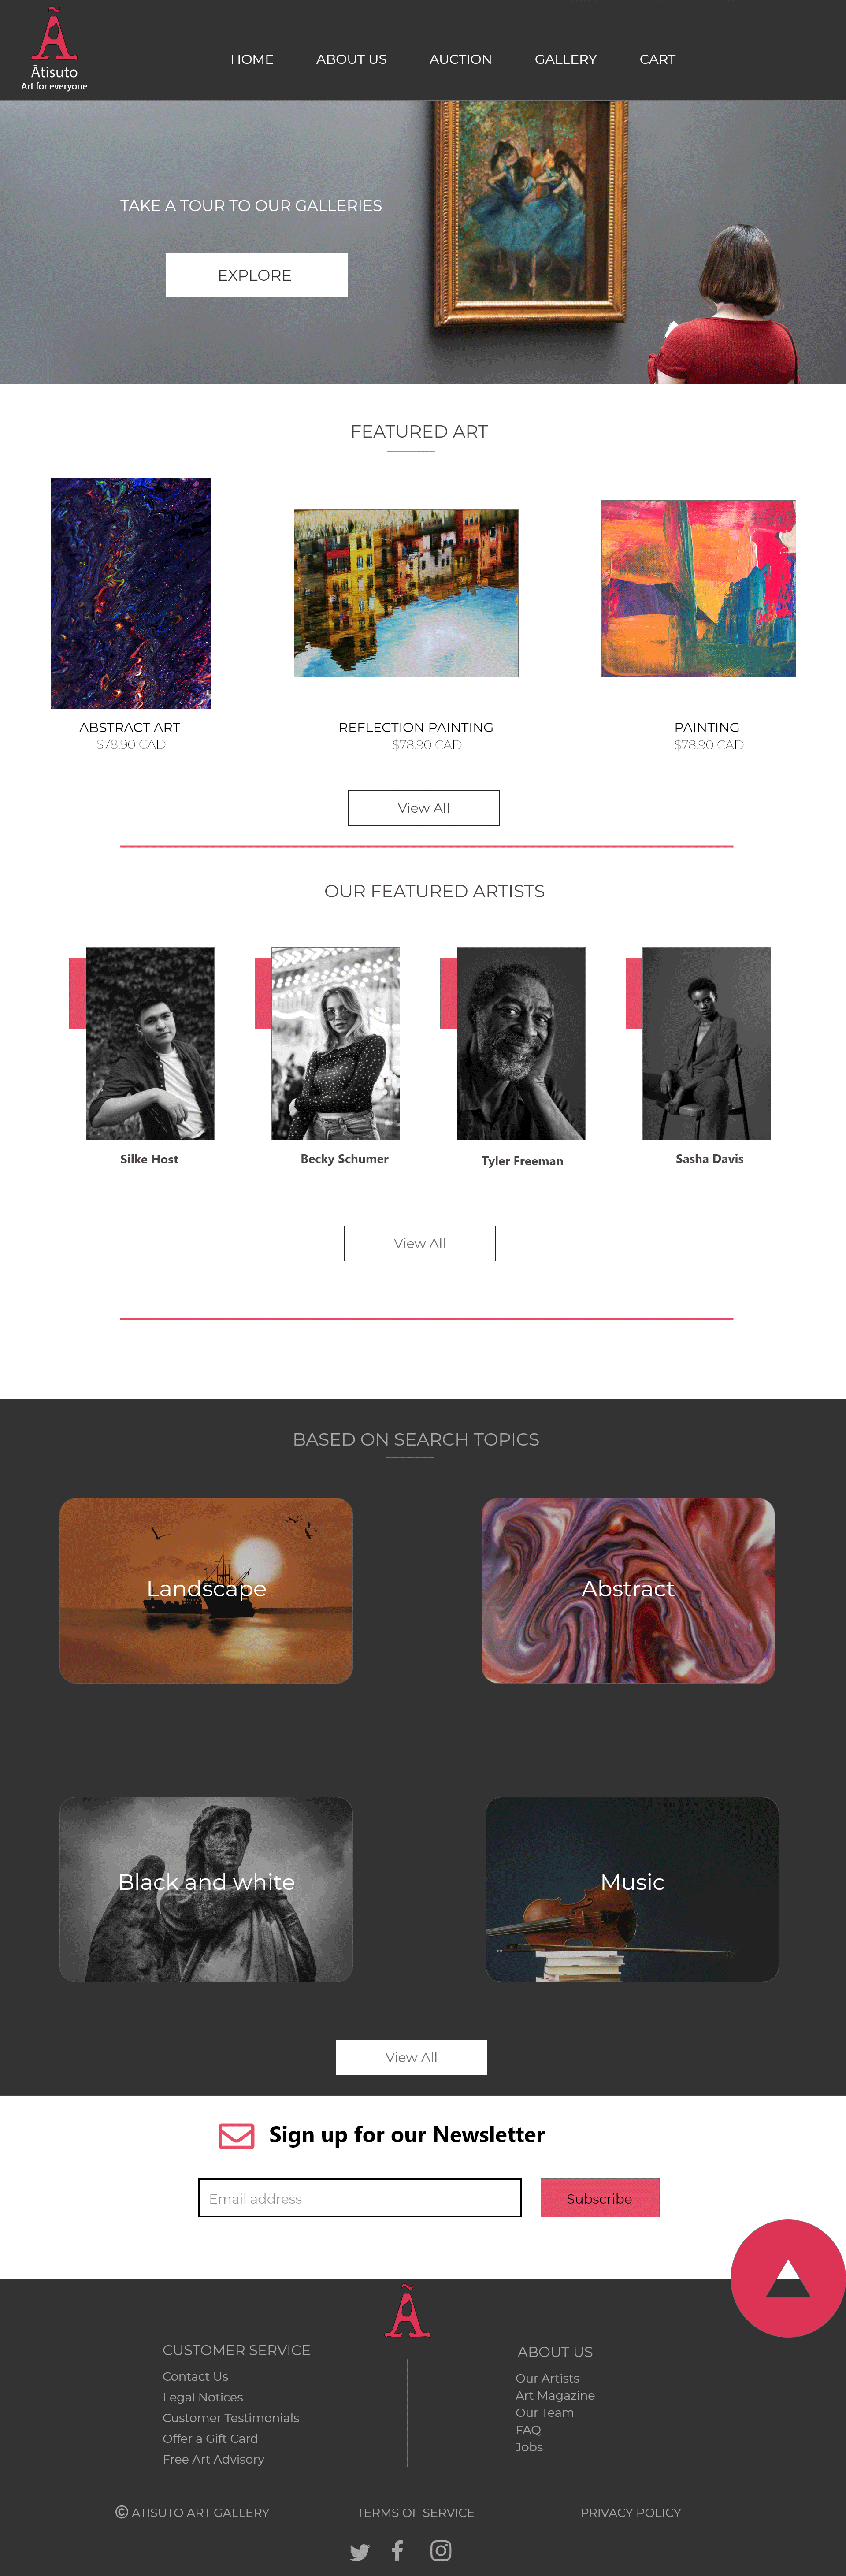 Ã
Ãtisuto
Art for everyone
HOME
ABOUT US
AUCTION
GALLERY
CART
TAKE A TOUR TO OUR GALLERIES
EXPLORE
FEATURED ART
ABSTRACT ART
$78.90 CAD
REFLECTION PAINTING
$78.90 CAD
PAINTING
$78.90 CAD
View All
OUR FEATURED ARTISTS
Silke Host
Becky Schumer
Tyler Freeman
Sasha Davis
View All
BASED ON SEARCH TOPICS
Landscape
Abstract
Black and white
Music
View All
Sign up for our Newsletter
Email address
Subscribe
Ã
CUSTOMER SERVICE
Contact Us
Legal Notices
Customer Testimonials
Offer a Gift Card
Free Art Advisory
ABOUT US
Our Artists
Art Magazine
Our Team
FAQ
Jobs
© ATISUTO ART GALLERY
TERMS OF SERVICE
PRIVACY POLICY